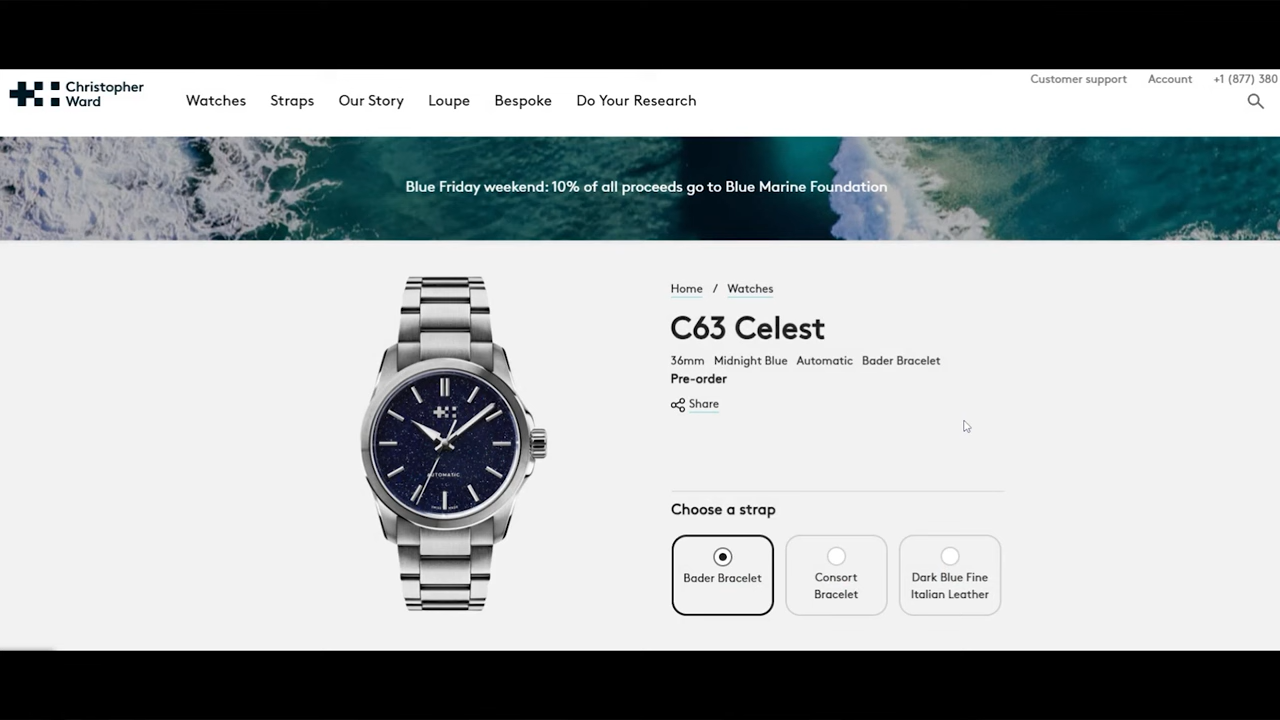 Christopher
Ward
Watches Straps Our Story Loupe Bespoke Do Your Research
Customer support Account +1 (877) 380
Blue Friday weekend: 10% of all proceeds go to Blue Marine Foundation
Home / Watches
C63 Celest
36mm Midnight Blue Automatic Bader Bracelet
Pre-order
Share
AUTOMATIC
Choose a strap
Bader Bracelet
Consort
Bracelet
Dark Blue Fine
Italian Leather